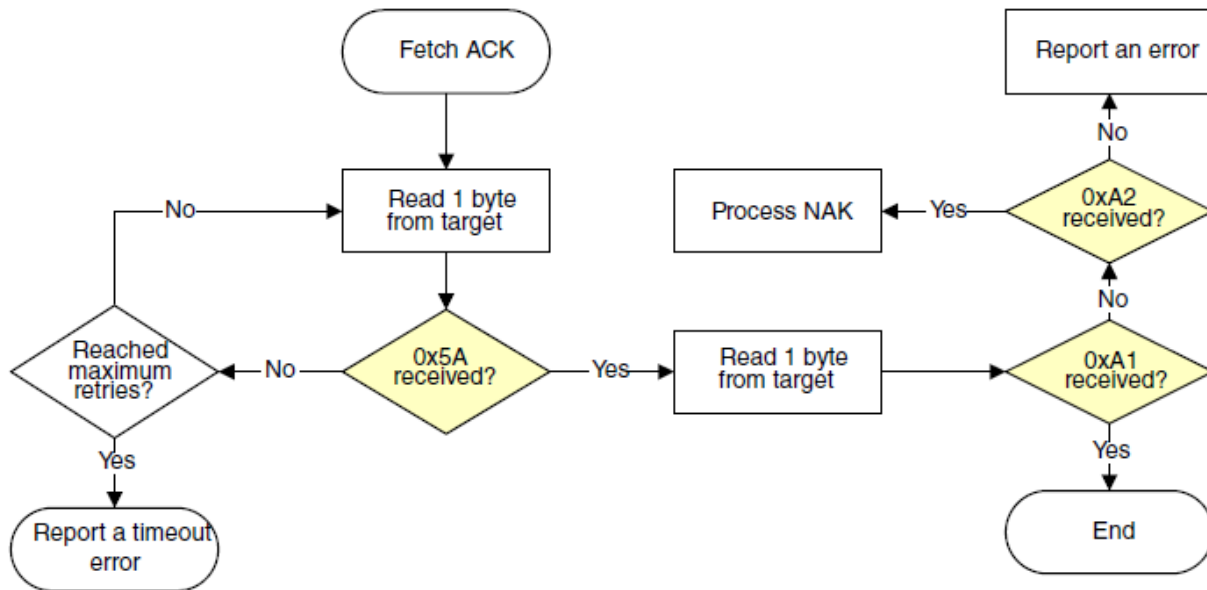 Fetch ACK
Report an error
No
Read 1 byte
from target
No
Process NAK
Yes
0xA2
received?
No
Reached
maximum
retries?
No
0x5A
received?
Yes
Read 1 byte
from target
0xA1
received?
Yes
Yes
Report a timeout
error
End